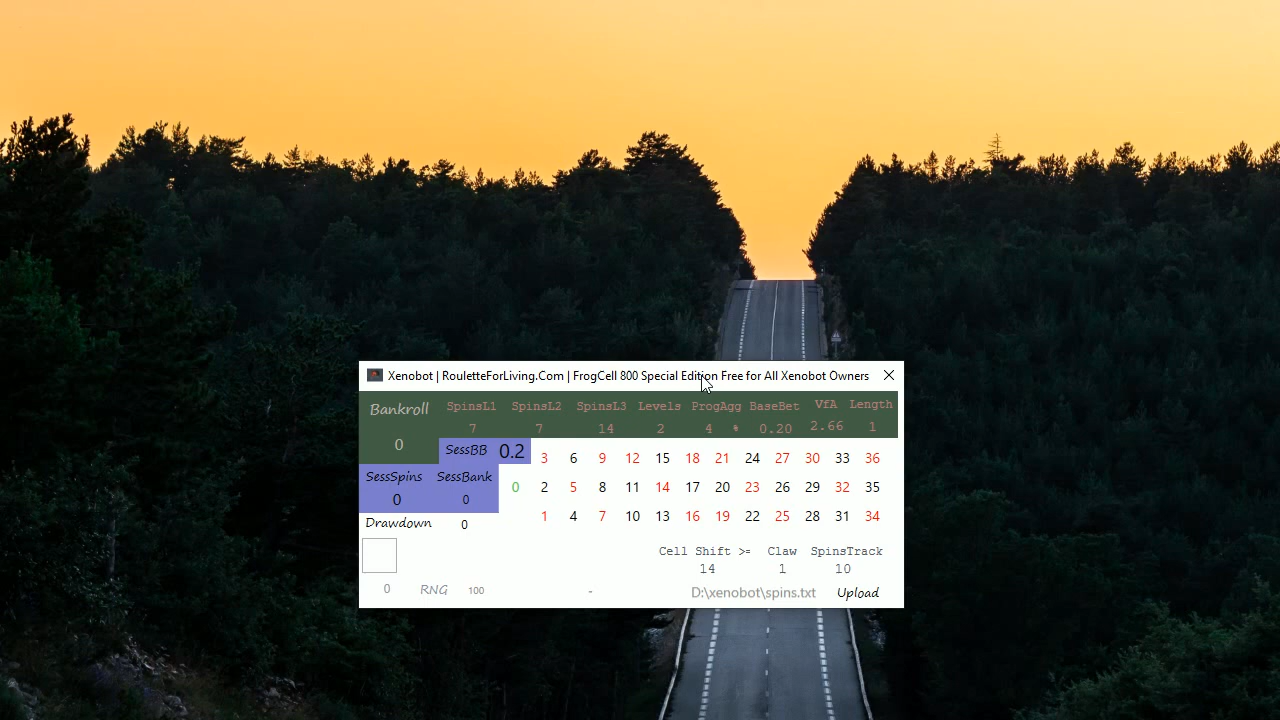 Xenobot | RouletteForLiving.Com | FrogCell 800 Special Edition Free for All Xenobot Owners
Bankroll SpinsL1 SpinsL2 SpinsL3 Levels ProgAgg BaseBet VfA Length
0 7 7 14 2 4 % 0.20 2.66 1
SessBB 0.2 3 6 9 12 15 18 21 24 27 30 33 36
SessSpins SessBank 0 2 5 8 11 14 17 20 23 26 29 32 35
0 0
Drawdown 0 1 4 7 10 13 16 19 22 25 28 31 34
Cell Shift >= Claw SpinsTrack
14 1 10
0 RNG 100 - D:\xenobot\spins.txt Upload